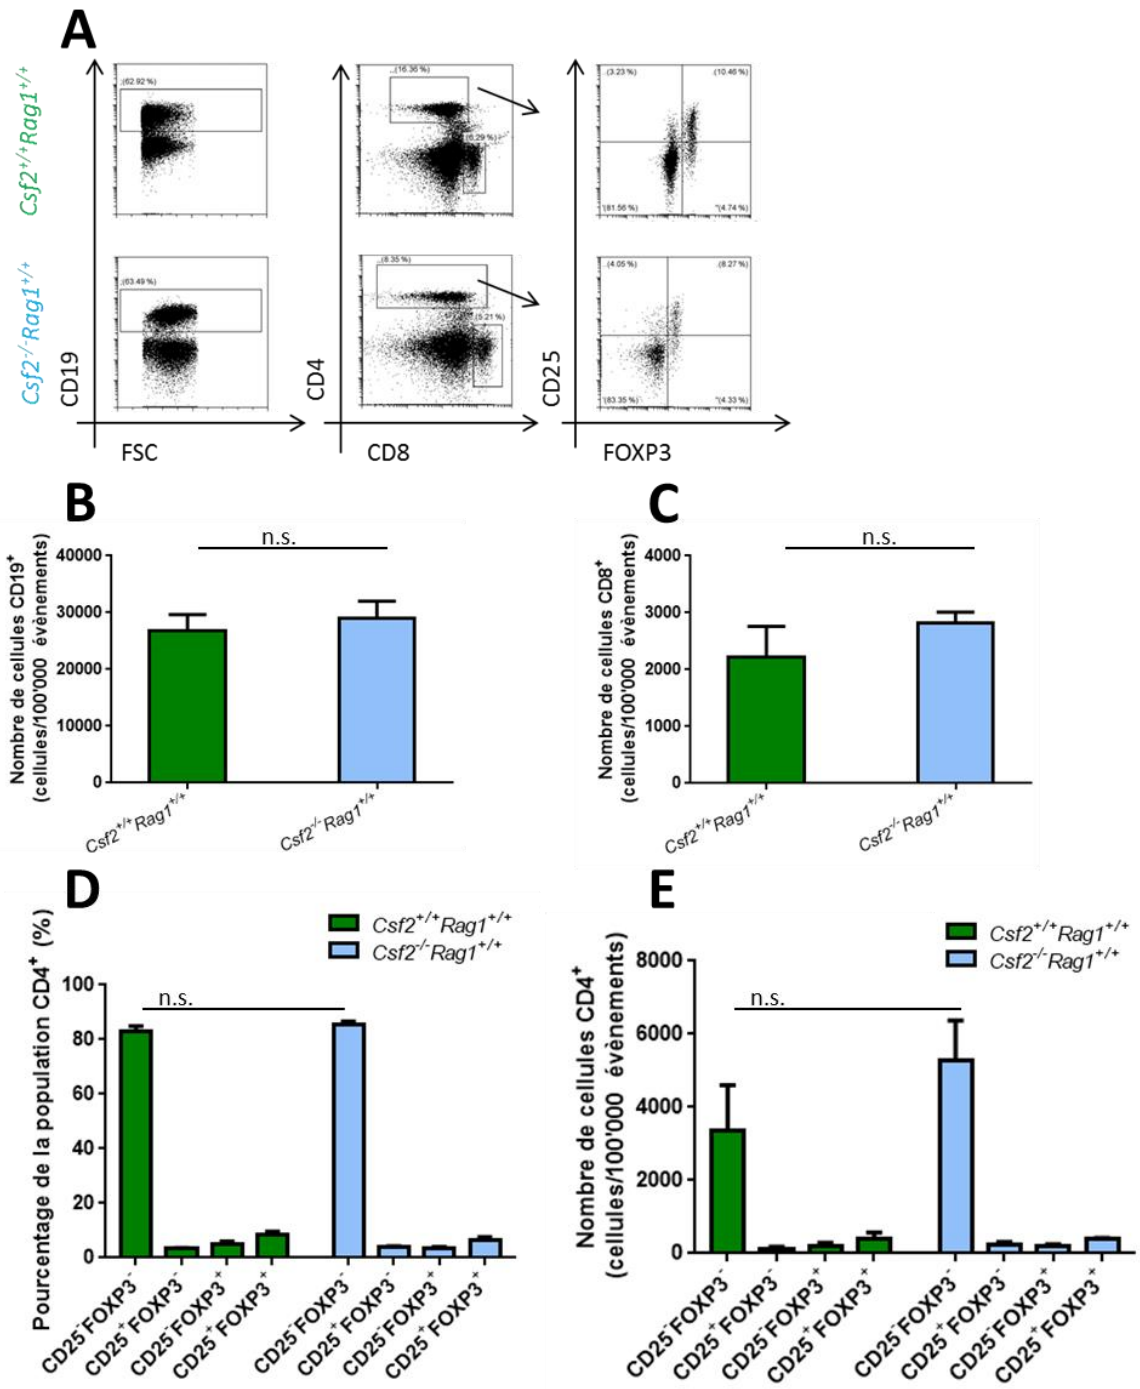 A
Csf2+/+Rag1+/+
(62.92 %)
(16.36 %)
(6.29 %)
(3.23 %)
(10.46 %)
(81.56 %)
(4.74 %)
Csf2-/-Rag1+/+
(63.49 %)
(8.35 %)
(5.21 %)
(4.05 %)
(8.27 %)
(83.35 %)
(4.33 %)
CD19
CD4
CD25
FSC
CD8
FOXP3
B
n.s.
Nombre de cellules CD19+
(cellules/100'000 évènements)
40000
30000
20000
10000
0
Csf2+/+Rag1+/+
Csf2-/-Rag1+/+
C
n.s.
Nombre de cellules CD8+
(cellules/100'000 évènements)
4000
3000
2000
1000
0
Csf2+/+Rag1+/+
Csf2-/-Rag1+/+
D
Csf2+/+Rag1+/+
Csf2-/-Rag1+/+
Pourcentage de la population CD4+ (%)
n.s.
100
80
60
40
20
0
CD25-FOXP3-
CD25+FOXP3-
CD25-FOXP3+
CD25+FOXP3+
CD25-FOXP3-
CD25+FOXP3-
CD25-FOXP3+
CD25+FOXP3+
E
Csf2+/+Rag1+/+
Csf2-/-Rag1+/+
Nombre de cellules CD4+
(cellules/100'000 évènements)
n.s.
8000
6000
4000
2000
0
CD25-FOXP3-
CD25+FOXP3-
CD25-FOXP3+
CD25+FOXP3+
CD25-FOXP3-
CD25+FOXP3-
CD25-FOXP3+
CD25+FOXP3+